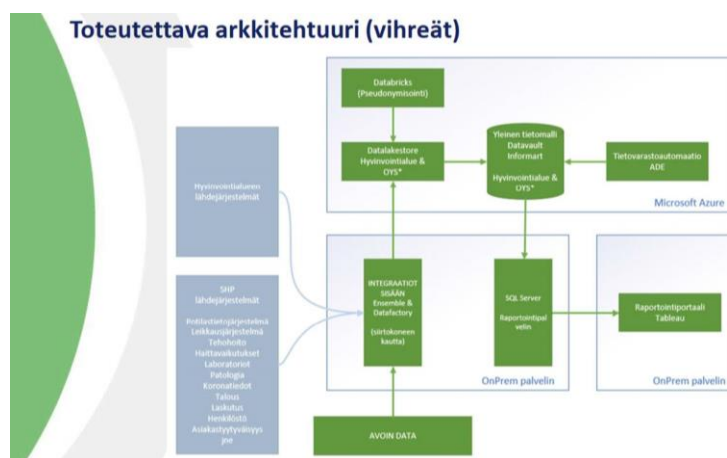 Toteutettava arkkitehtuuri (vihreät)
Databricks
(Pseudonymisointi)
Datalakestore
Hyvinvointialue &
OYS*
Yleinen tietomalli
Datavault
Informart
Hyvinvointialue &
OYS*
Tietovarastoautomaatio
ADE
Microsoft Azure
Hyvinvointialueen
lähdejärjestelmät
SHP
lähdejärjestelmät
Potilastietojärjestelmä
Leikkausjärjestelmä
Tehohoito
Haittavaikutukset
Laboratoriot
Patologia
Koronatiedot
Talous
Laskutus
Henkilöstö
Asiakastyytyväisyys
jne
INTEGRAATIOT
SISÄÄN
Ensemble &
Datafactory
(siirtokoneen
kautta)
SQL Server
Raportointipal
velin
OnPrem palvelin
Raportointiportaali
Tableau
OnPrem palvelin
AVOIN DATA